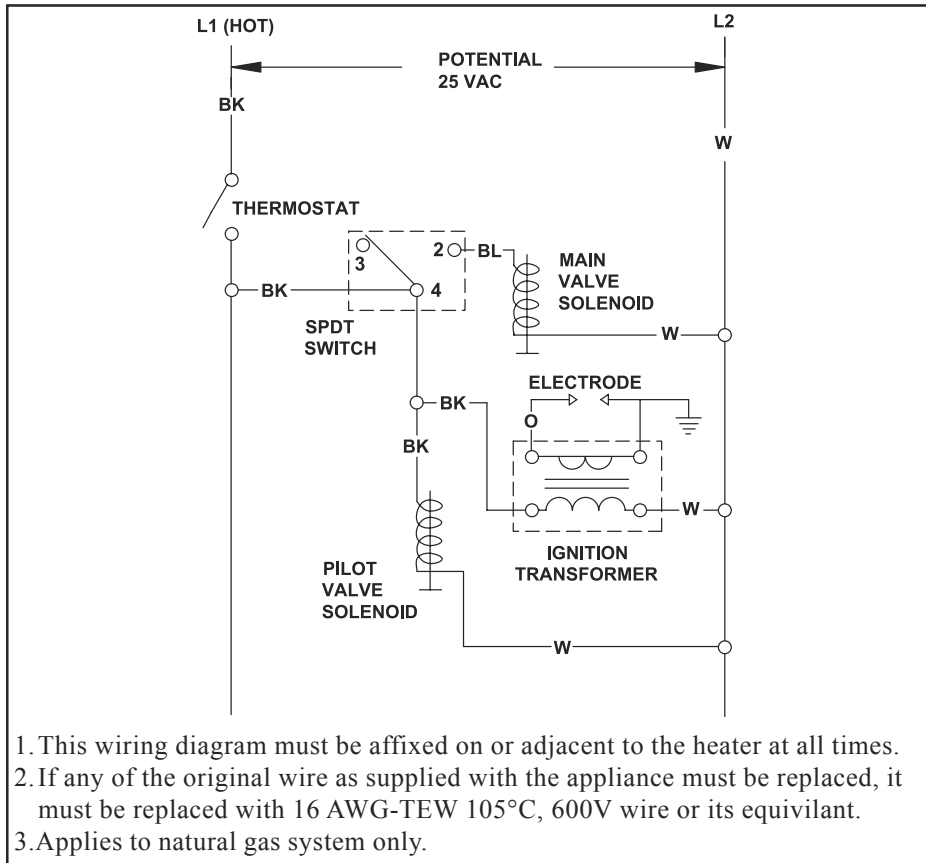 L1 (HOT)
L2
POTENTIAL
25 VAC
BK
W
THERMOSTAT
3
2
BL
MAIN
VALVE
SOLENOID
BK
4
SPDT
SWITCH
W
ELECTRODE
BK
O
BK
W
IGNITION
TRANSFORMER
PILOT
VALVE
SOLENOID
W
1. This wiring diagram must be affixed on or adjacent to the heater at all times.
2. If any of the original wire as supplied with the appliance must be replaced, it
must be replaced with 16 AWG-TEW 105°C, 600V wire or its equivilant.
3. Applies to natural gas system only.